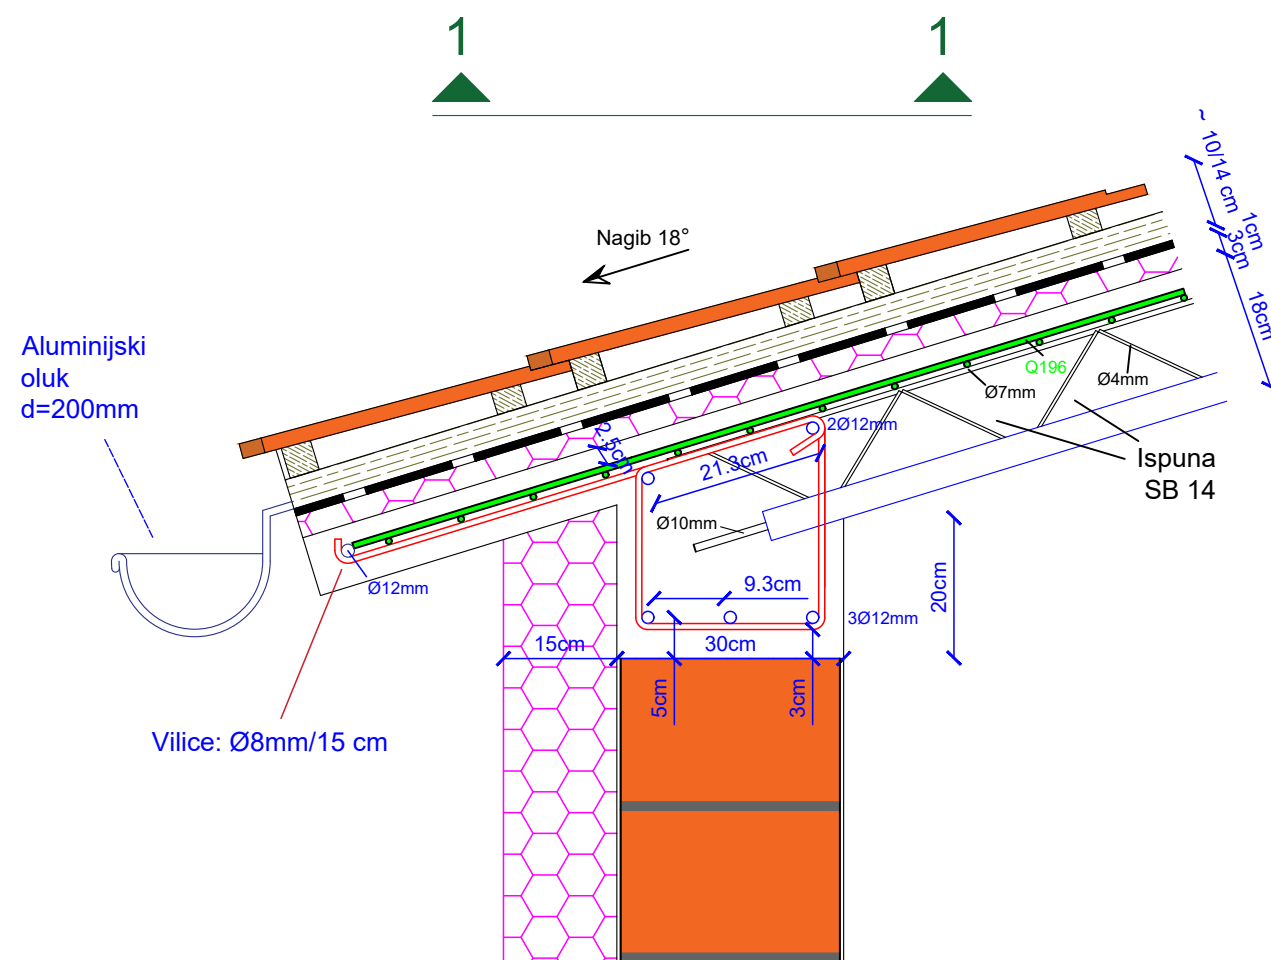 1
1
~ 10/14 cm
1cm
3cm
18cm
Nagib 18°
Aluminijski
oluk
d=200mm
Q196
Ø4mm
Ø7mm
2Ø12mm
2.5cm
21.3cm
Ispuna
SB 14
Ø10mm
Ø12mm
9.3cm
3Ø12mm
20cm
15cm
30cm
5cm
3cm
Vilice: Ø8mm/15 cm